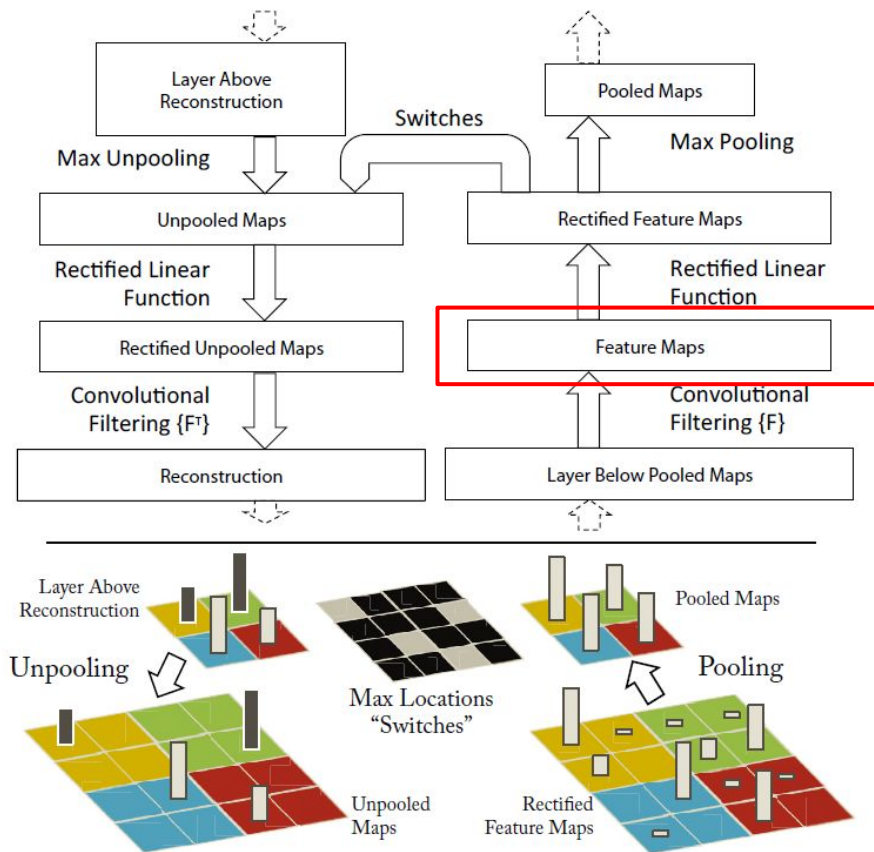 Layer Above
Reconstruction
Pooled Maps
Switches
Max Unpooling
Max Pooling
Unpooled Maps
Rectified Feature Maps
Rectified Linear
Function
Rectified Linear
Function
Rectified Unpooled Maps
Feature Maps
Convolutional
Filtering {Fᵀ}
Convolutional
Filtering {F}
Reconstruction
Layer Below Pooled Maps
Layer Above
Reconstruction
Pooled Maps
Unpooling
Pooling
Max Locations
“Switches”
Unpooled
Maps
Rectified
Feature Maps